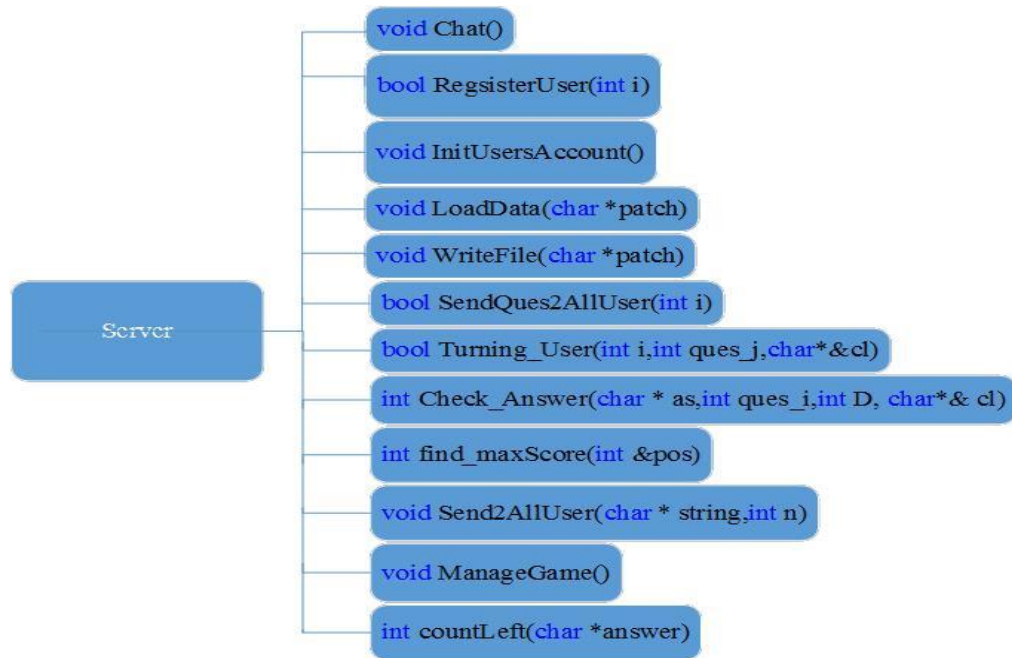 void Chat()
bool RegsisterUser(int i)
void InitUsersAccount()
void LoadData(char *patch)
void WriteFile(char *patch)
Server
bool SendQues2AllUser(int i)
bool Turning_User(int i,int ques_j,char*&cl)
int Check_Answer(char * as,int ques_i,int D, char*& cl)
int find_maxScore(int &pos)
void Send2AllUser(char * string,int n)
void ManageGame()
int countLeft(char *answer)